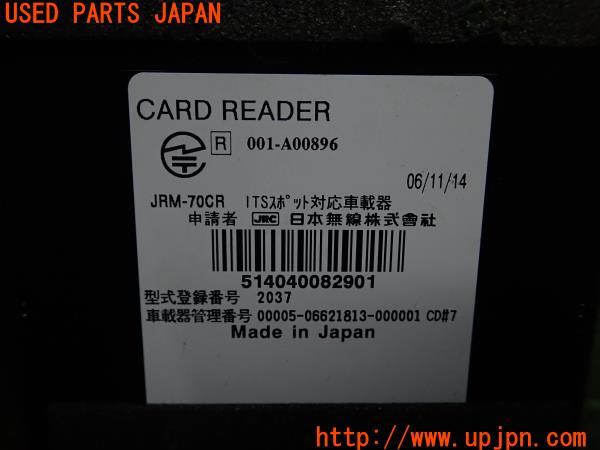 USED PARTS JAPAN
CARD READER
R 001-A00896
06/11/14
JRM-70CR ITSスポット対応車載器
申請者 JRC 日本無線株式會社
514040082901
型式登録番号 2037
車載器管理番号 00005-06621813-000001 CD#7
Made in Japan
http://www.upjpn.com